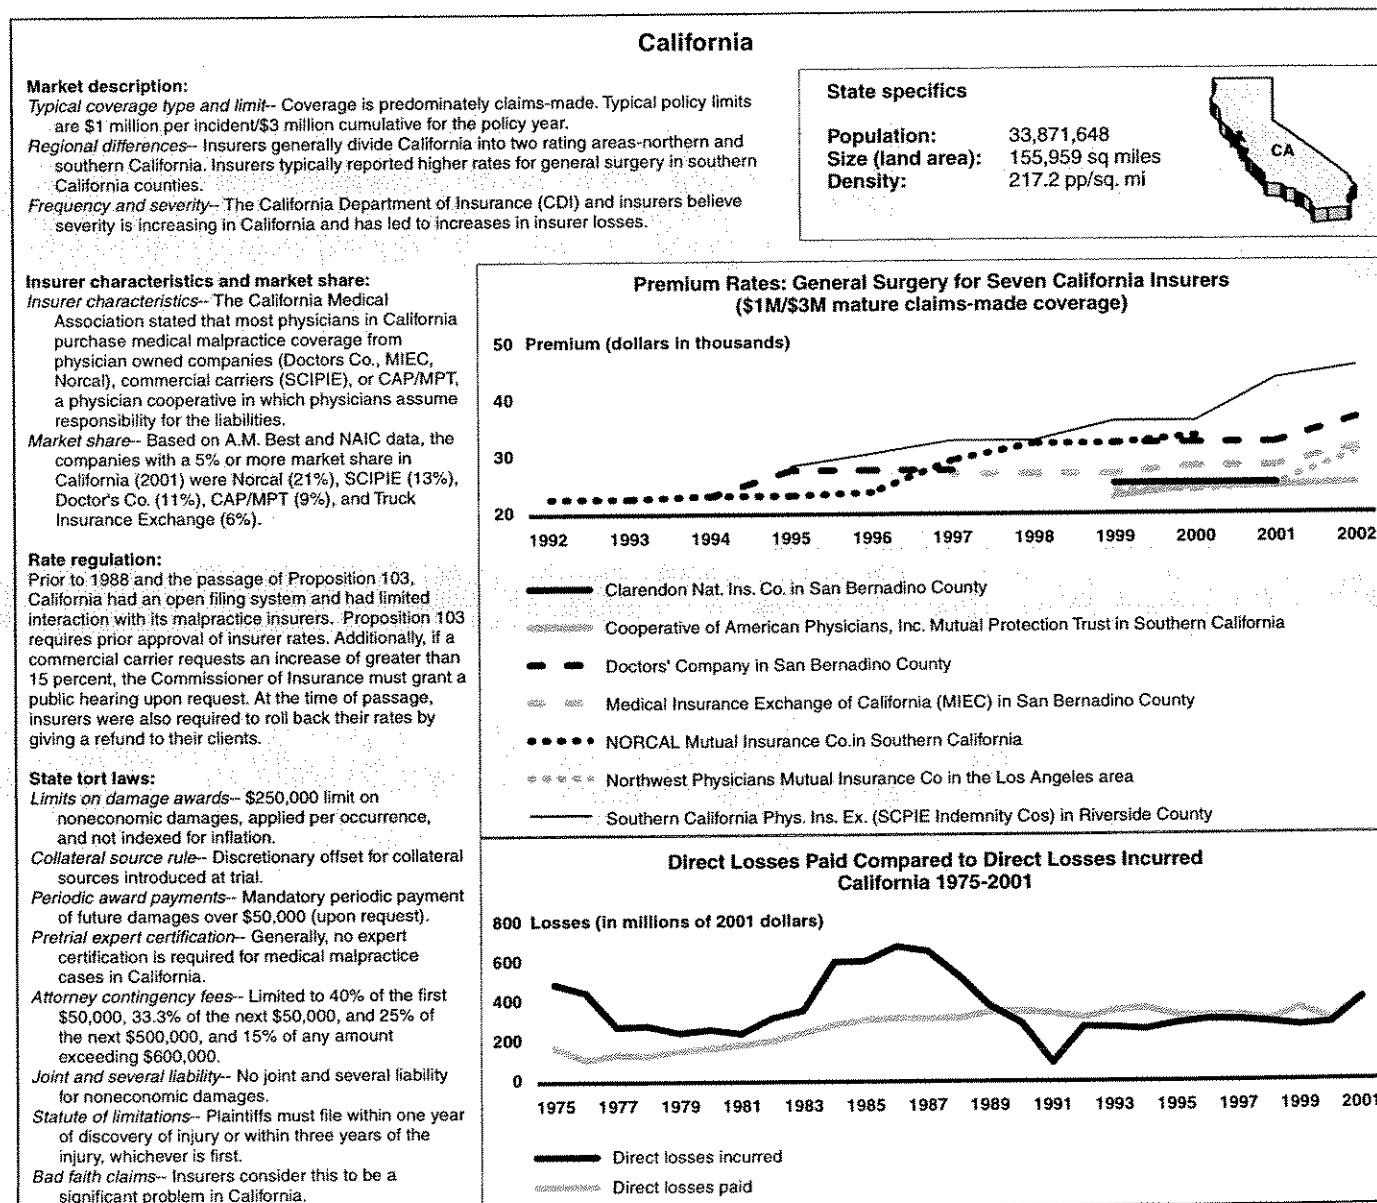 California
Market description:
Typical coverage type and limit-- Coverage is predominately claims-made. Typical policy limits
are $1 million per incident/$3 million cumulative for the policy year.
Regional differences-- Insurers generally divide California into two rating areas-northern and
southern California. Insurers typically reported higher rates for general surgery in southern
California counties.
Frequency and severity-- The California Department of Insurance (CDI) and insurers believe
severity is increasing in California and has led to increases in insurer losses.
State specifics
Population: 33,871,648
Size (land area): 155,959 sq miles
Density: 217.2 pp/sq. mi
CA
Insurer characteristics and market share:
Insurer characteristics-- The California Medical
Association stated that most physicians in California
purchase medical malpractice coverage from
physician owned companies (Doctors Co., MIEC,
Norcal), commercial carriers (SCIPIE), or CAP/MPT,
a physician cooperative in which physicians assume
responsibility for the liabilities.
Market share-- Based on A.M. Best and NAIC data, the
companies with a 5% or more market share in
California (2001) were Norcal (21%), SCIPIE (13%),
Doctor's Co. (11%), CAP/MPT (9%), and Truck
Insurance Exchange (6%).
Rate regulation:
Prior to 1988 and the passage of Proposition 103,
California had an open filing system and had limited
interaction with its malpractice insurers. Proposition 103
requires prior approval of insurer rates. Additionally, if a
commercial carrier requests an increase of greater than
15 percent, the Commissioner of Insurance must grant a
public hearing upon request. At the time of passage,
insurers were also required to roll back their rates by
giving a refund to their clients.
State tort laws:
Limits on damage awards-- $250,000 limit on
noneconomic damages, applied per occurrence,
and not indexed for inflation.
Collateral source rule-- Discretionary offset for collateral
sources introduced at trial.
Periodic award payments-- Mandatory periodic payment
of future damages over $50,000 (upon request).
Pretrial expert certification-- Generally, no expert
certification is required for medical malpractice
cases in California.
Attorney contingency fees-- Limited to 40% of the first
$50,000, 33.3% of the next $50,000, and 25% of
the next $500,000, and 15% of any amount
exceeding $600,000.
Joint and several liability-- No joint and several liability
for noneconomic damages.
Statute of limitations-- Plaintiffs must file within one year
of discovery of injury or within three years of the
injury, whichever is first.
Bad faith claims-- Insurers consider this to be a
significant problem in California.
Premium Rates: General Surgery for Seven California Insurers
($1M/$3M mature claims-made coverage)
50 Premium (dollars in thousands)
40
30
20
1992 1993 1994 1995 1996 1997 1998 1999 2000 2001 2002
Clarendon Nat. Ins. Co. in San Bernadino County
Cooperative of American Physicians, Inc. Mutual Protection Trust in Southern California
Doctors' Company in San Bernadino County
Medical Insurance Exchange of California (MIEC) in San Bernadino County
NORCAL Mutual Insurance Co.in Southern California
Northwest Physicians Mutual Insurance Co in the Los Angeles area
Southern California Phys. Ins. Ex. (SCPIE Indemnity Cos) in Riverside County
Direct Losses Paid Compared to Direct Losses Incurred
California 1975-2001
800 Losses (in millions of 2001 dollars)
600
400
200
0
1975 1977 1979 1981 1983 1985 1987 1989 1991 1993 1995 1997 1999 2001
Direct losses incurred
Direct losses paid